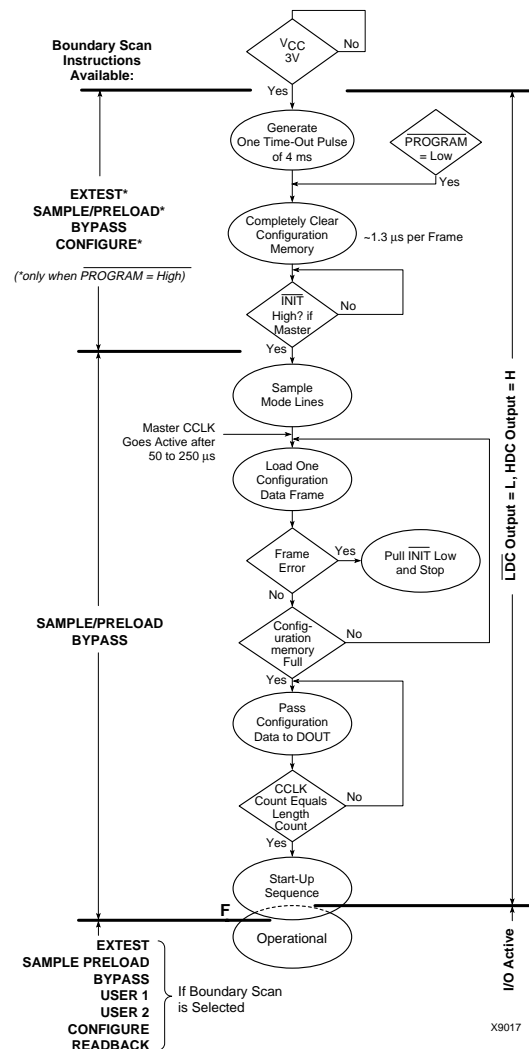 Boundary Scan
Instructions
Available:
VCC
3V
No
Yes
Generate
One Time-Out Pulse
of 4 ms
PROGRAM
= Low
Yes
EXTEST*
SAMPLE/PRELOAD*
BYPASS
CONFIGURE*
(*only when PROGRAM = High)
Completely Clear
Configuration
Memory
~1.3 µs per Frame
INIT
High? if
Master
No
Yes
Sample
Mode Lines
Master CCLK
Goes Active after
50 to 250 µs
Load One
Configuration
Data Frame
Frame
Error
Yes
Pull INIT Low
and Stop
No
SAMPLE/PRELOAD
BYPASS
Config-
uration
memory
Full
No
Yes
Pass
Configuration
Data to DOUT
CCLK
Count Equals
Length
Count
No
Yes
Start-Up
Sequence
F
Operational
LDC Output = L, HDC Output = H
I/O Active
EXTEST
SAMPLE PRELOAD
BYPASS
USER 1
USER 2
CONFIGURE
READBACK
If Boundary Scan
is Selected
X9017